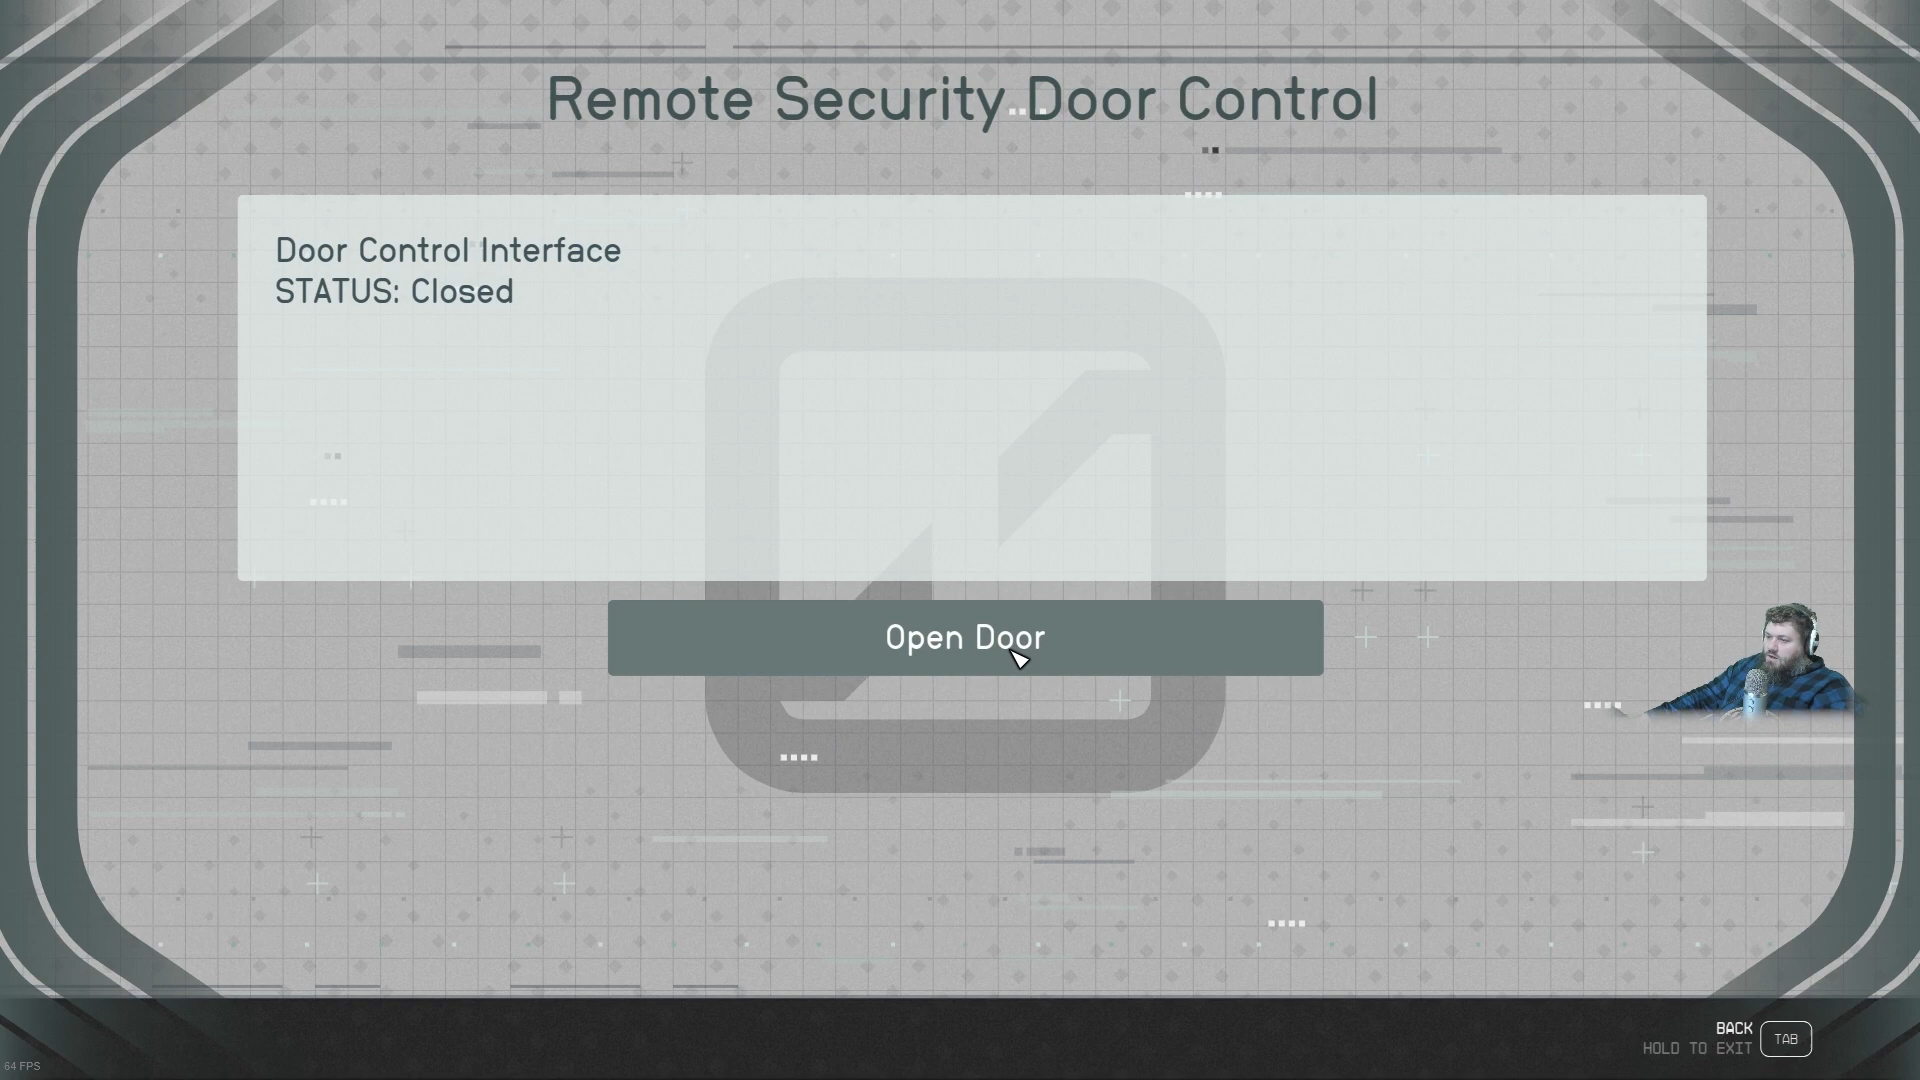 Remote Security Door Control
Door Control Interface
STATUS: Closed
Open Door
BACK
HOLD TO EXIT
TAB
64 FPS